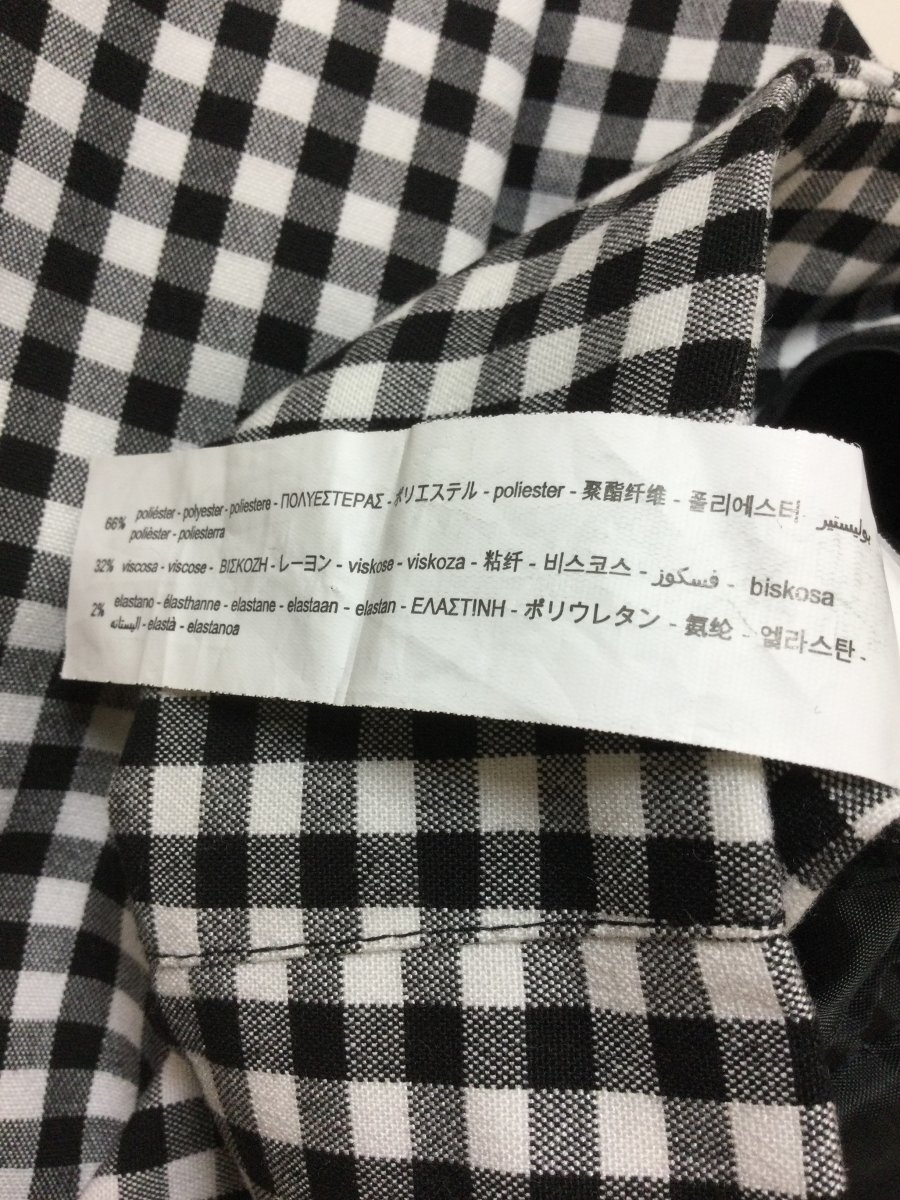 66% poliéster - polyester - poliestere - ΠΟΛΥΕΣΤΕΡΑΣ - ポリエステル - poliester - 聚酯纤维 - 폴리에스터 بوليستير
polièster - poliesterra
32% viscosa - viscose - ΒΙΣΚΟΖΗ - レーヨン - viskose - viskoza - 粘纤 - 비스코스 - فسكوز - biskosa
2% elastano - élasthanne - elastane - elastaan - elastan - ΕΛΑΣΤΙΝΗ - ポリウレタン - 氨纶 - 엘라스탄 -
اليستانه - elastà - elastanoa